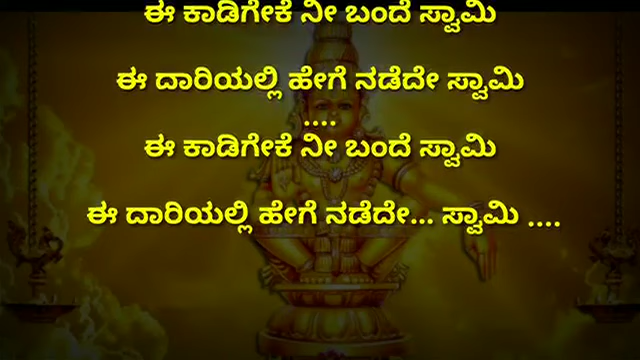 ಈ ಕಾಡಿಗೇಕೆ ನೀ ಬಂದೆ ಸ್ವಾಮಿ
ಈ ದಾರಿಯಲ್ಲಿ ಹೇಗೆ ನಡೆದೇ ಸ್ವಾಮಿ
....
ಈ ಕಾಡಿಗೇಕೆ ನೀ ಬಂದೆ ಸ್ವಾಮಿ
ಈ ದಾರಿಯಲ್ಲಿ ಹೇಗೆ ನಡೆದೇ... ಸ್ವಾಮಿ ....